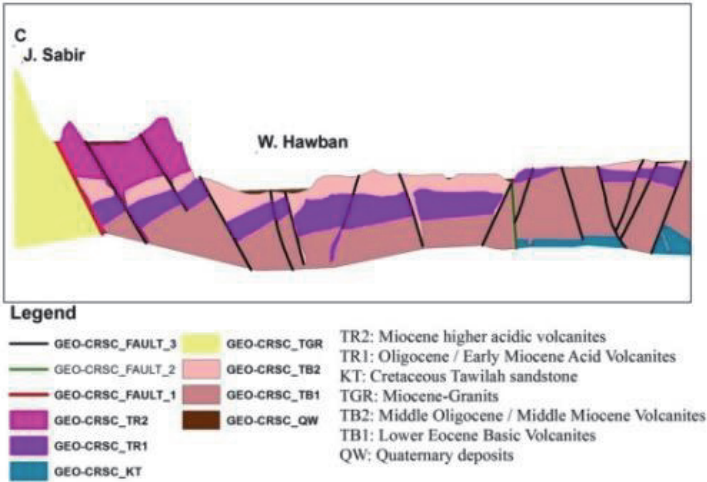 C
J. Sabir
W. Hawban
Legend
GEO-CRSC_FAULT_3
GEO-CRSC_FAULT_2
GEO-CRSC_FAULT_1
GEO-CRSC_TR2
GEO-CRSC_TR1
GEO-CRSC_KT
GEO-CRSC_TGR
GEO-CRSC_TB2
GEO-CRSC_TB1
GEO-CRSC_QW
TR2: Miocene higher acidic volcanites
TR1: Oligocene / Early Miocene Acid Volcanites
KT: Cretaceous Tawilah sandstone
TGR: Miocene-Granits
TB2: Middle Oligocene / Middle Miocene Volcanites
TB1: Lower Eocene Basic Volcanites
QW: Quaternary deposits